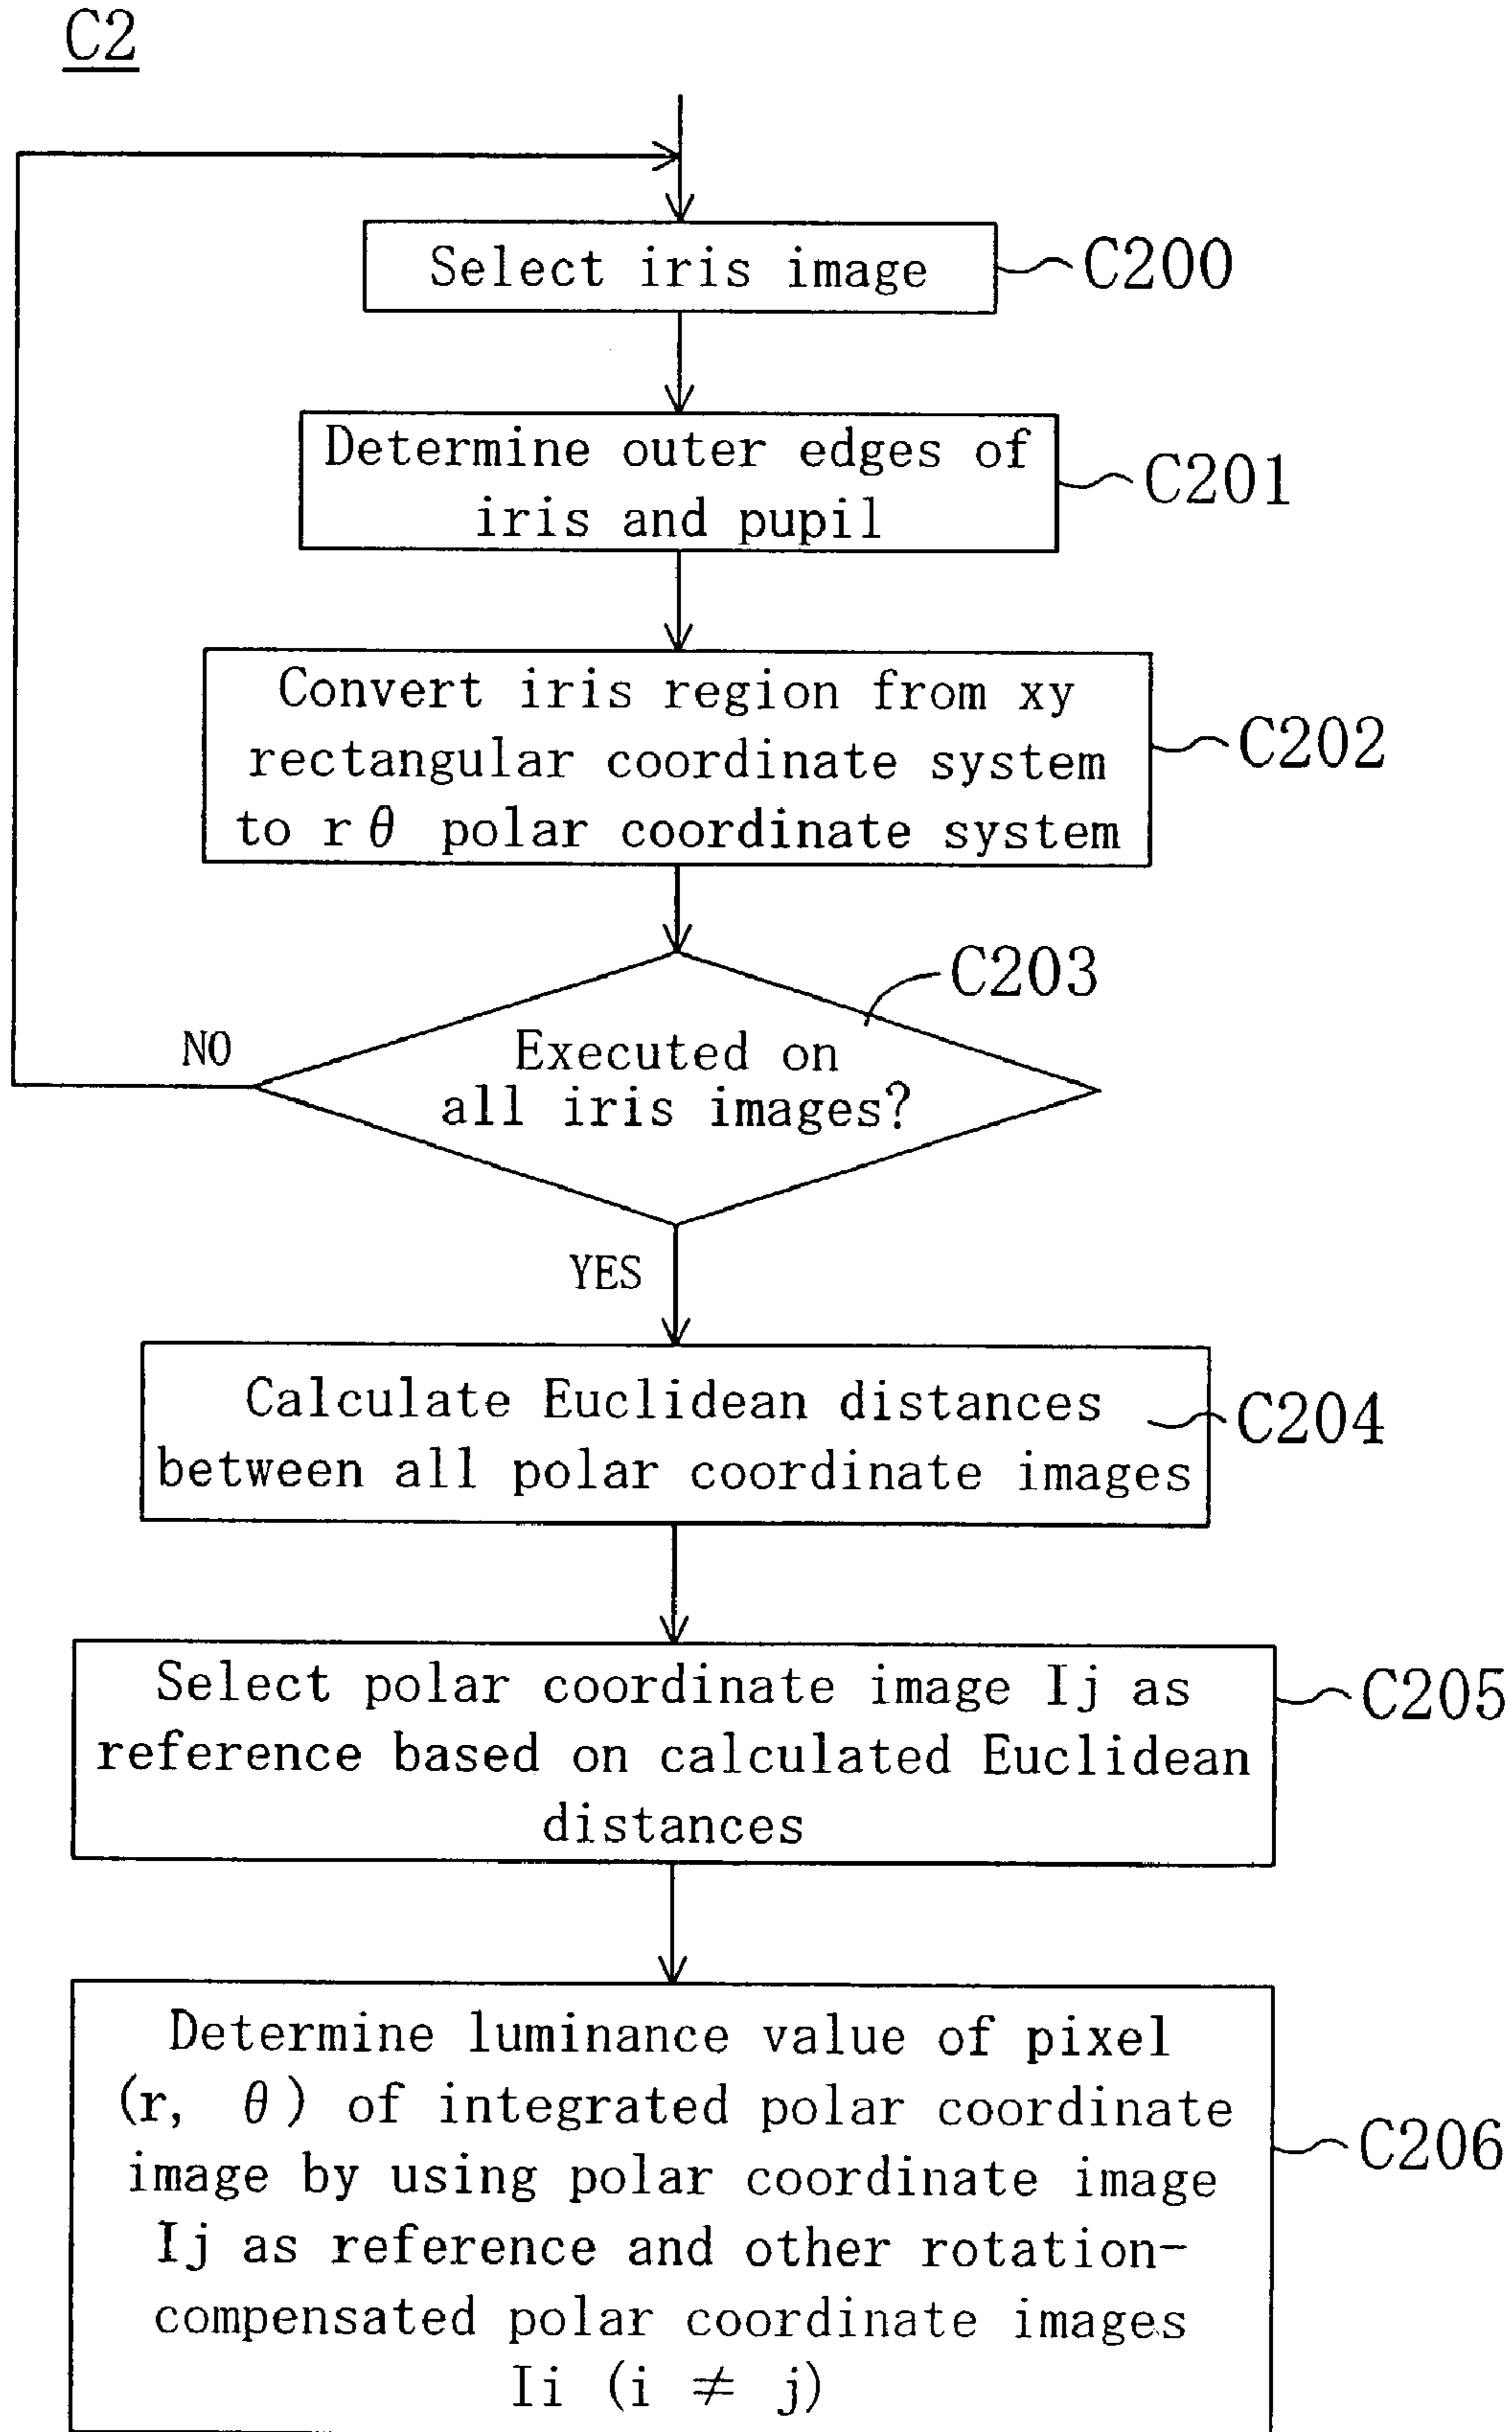 C2
Select iris image
C200
Determine outer edges of
iris and pupil
C201
Convert iris region from xy
rectangular coordinate system
to r θ polar coordinate system
C202
C203
Executed on
all iris images?
NO
YES
Calculate Euclidean distances
between all polar coordinate images
C204
Select polar coordinate image Ij as
reference based on calculated Euclidean
distances
C205
Determine luminance value of pixel
(r, θ) of integrated polar coordinate
image by using polar coordinate image
Ij as reference and other rotation-
compensated polar coordinate images
Ii (i ≠ j)
C206